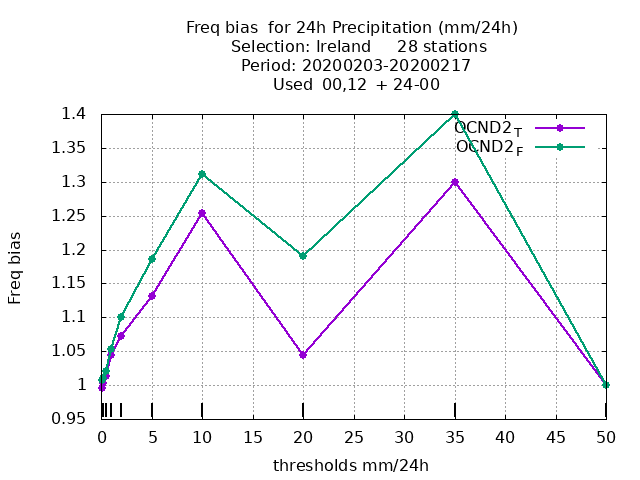 Freq bias  for 24h Precipitation (mm/24h)
Selection: Ireland     28 stations
Period: 20200203-20200217
Used  00,12  + 24-00
OCND2T
OCND2F
1.4
1.35
1.3
1.25
1.2
1.15
1.1
1.05
1
0.95
Freq bias
0 5 10 15 20 25 30 35 40 45 50
thresholds mm/24h